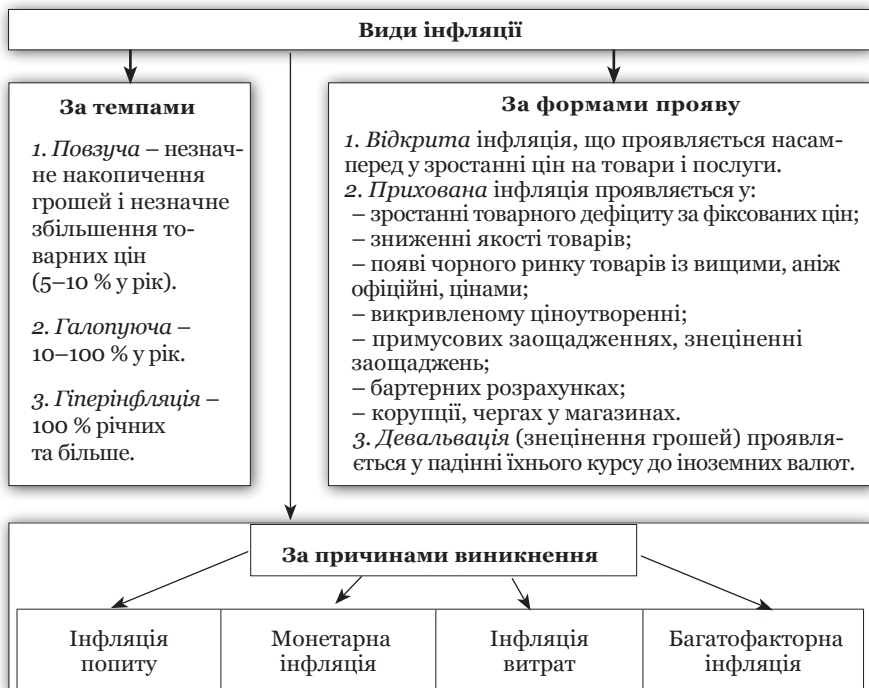 Види інфляції
За темпами
1. Повзуча – незнач-
не накопичення
грошей і незначне
збільшення то-
варних цін
(5–10 % у рік).
2. Галопуюча –
10–100 % у рік.
3. Гіперінфляція –
100 % річних
та більше.
За формами прояву
1. Відкрита інфляція, що проявляється насам-
перед у зростанні цін на товари і послуги.
2. Прихована інфляція проявляється у:
– зростанні товарного дефіциту за фіксованих цін;
– зниженні якості товарів;
– появі чорного ринку товарів із вищими, аніж
офіційні, цінами;
– викривленому ціноутворенні;
– примусових заощадженнях, знеціненні
заощаджень;
– бартерних розрахунках;
– корупції, чергах у магазинах.
3. Девальвація (знецінення грошей) проявля-
ється у падінні їхнього курсу до іноземних валют.
За причинами виникнення
Інфляція
попиту
Монетарна
інфляція
Інфляція
витрат
Багатофакторна
інфляція